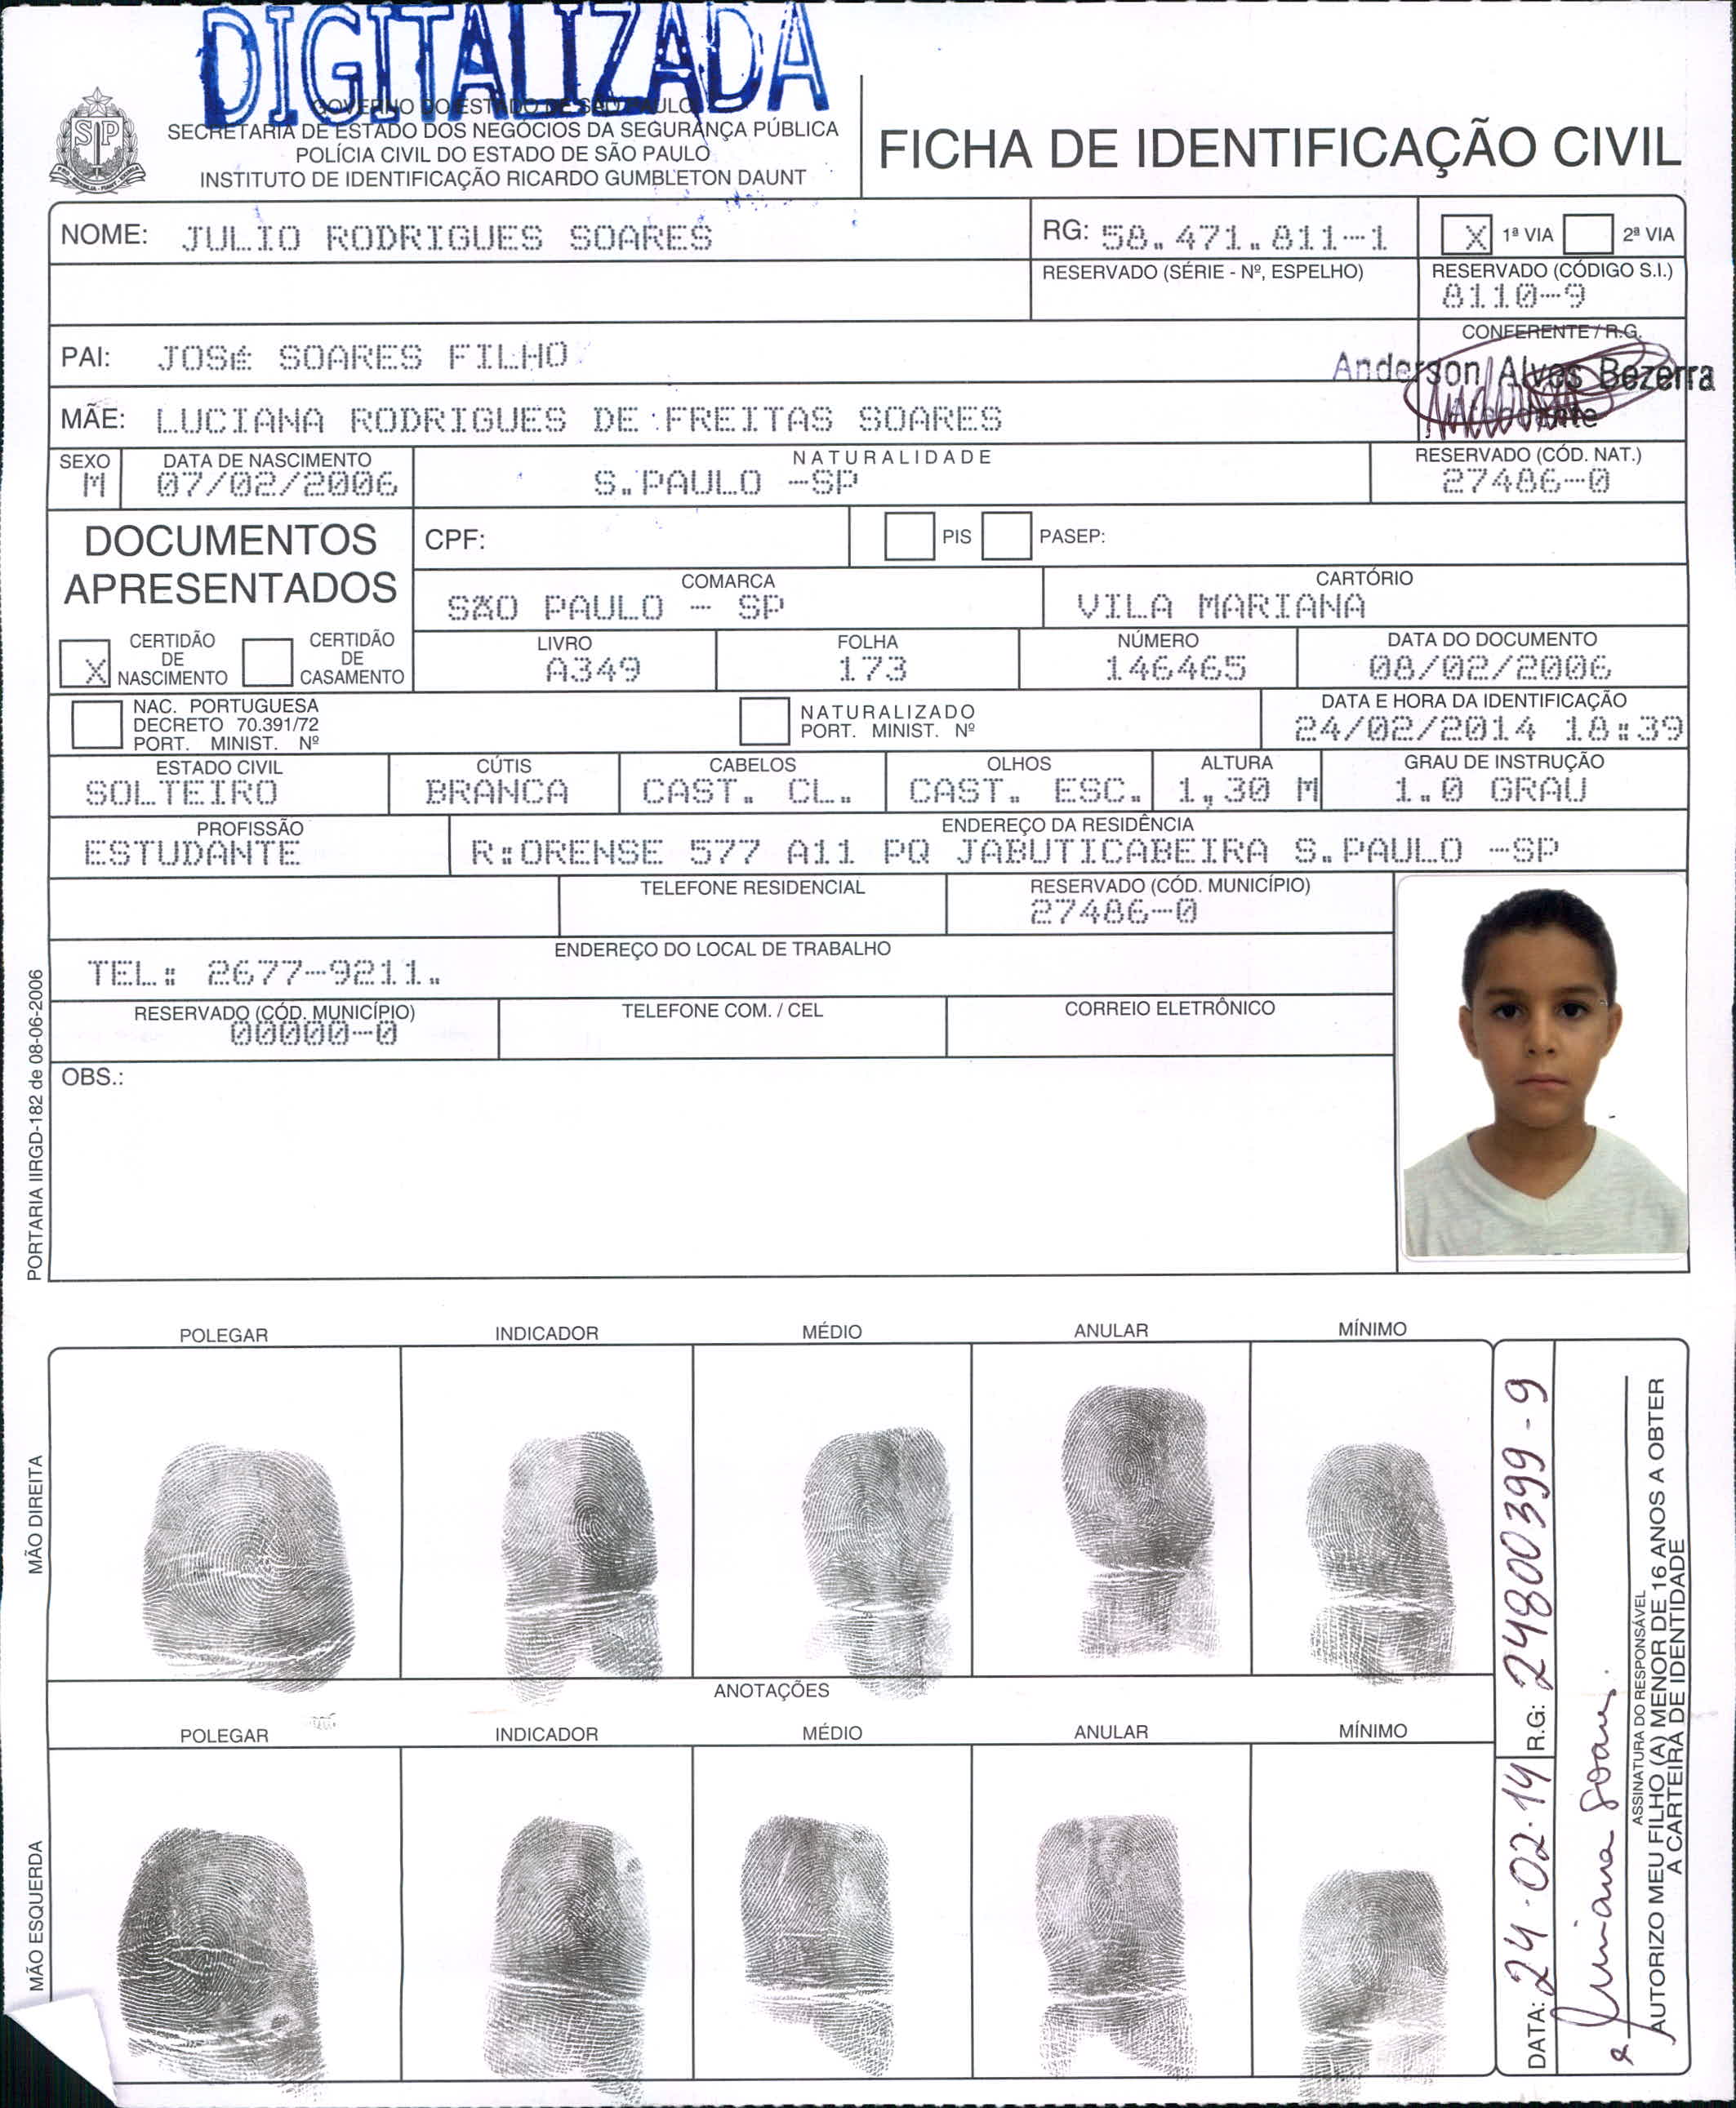 DIGITALIZADA
GOVERNO DO ESTADO DE SÃO PAULO
SECRETARIA DE ESTADO DOS NEGÓCIOS DA SEGURANÇA PÚBLICA
POLÍCIA CIVIL DO ESTADO DE SÃO PAULO
INSTITUTO DE IDENTIFICAÇÃO RICARDO GUMBLETON DAUNT
SP
FICHA DE IDENTIFICAÇÃO CIVIL
NOME: JULIO RODRIGUES SOARES RG: 58.471.811-1 X 1ª VIA 2ª VIA
RESERVADO (SÉRIE - Nº, ESPELHO) RESERVADO (CÓDIGO S.I.)
8110-9
CONFERENTE / R.G.
PAI: JOSé SOARES FILHO
Anderson Alves Bezerra
Atendente
MÃE: LUCIANA RODRIGUES DE FREITAS SOARES
SEXO DATA DE NASCIMENTO NATURALIDADE RESERVADO (CÓD. NAT.)
M 07/02/2006 S.PAULO -SP 27486-0
DOCUMENTOS
APRESENTADOS
CPF: PIS PASEP:
COMARCA CARTÓRIO
SÃO PAULO - SP VILA MARIANA
X CERTIDÃO DE NASCIMENTO CERTIDÃO DE CASAMENTO
LIVRO FOLHA NÚMERO DATA DO DOCUMENTO
A349 173 146465 08/02/2006
NAC. PORTUGUESA
DECRETO 70.391/72
PORT. MINIST. Nº
NATURALIZADO
PORT. MINIST. Nº
DATA E HORA DA IDENTIFICAÇÃO
24/02/2014 18:39
ESTADO CIVIL CÚTIS CABELOS OLHOS ALTURA GRAU DE INSTRUÇÃO
SOLTEIRO BRANCA CAST. CL. CAST. ESC. 1,30 M 1.0 GRAU
PROFISSÃO ENDEREÇO DA RESIDÊNCIA
ESTUDANTE R:ORENSE 577 A11 PQ JABUTICABEIRA S.PAULO -SP
TELEFONE RESIDENCIAL RESERVADO (CÓD. MUNICÍPIO)
27486-0
ENDEREÇO DO LOCAL DE TRABALHO
TEL: 2677-9211.
RESERVADO (CÓD. MUNICÍPIO) TELEFONE COM. / CEL CORREIO ELETRÔNICO
00000-0
OBS.:
PORTARIA IIRGD-182 de 08-06-2006
POLEGAR INDICADOR MÉDIO ANULAR MÍNIMO
MÃO DIREITA
ANOTAÇÕES
POLEGAR INDICADOR MÉDIO ANULAR MÍNIMO
MÃO ESQUERDA
DATA: 24-02-14 R.G: 24800399-9
Luciana Soares
ASSINATURA DO RESPONSÁVEL
AUTORIZO MEU FILHO (A) MENOR DE 16 ANOS A OBTER
A CARTEIRA DE IDENTIDADE